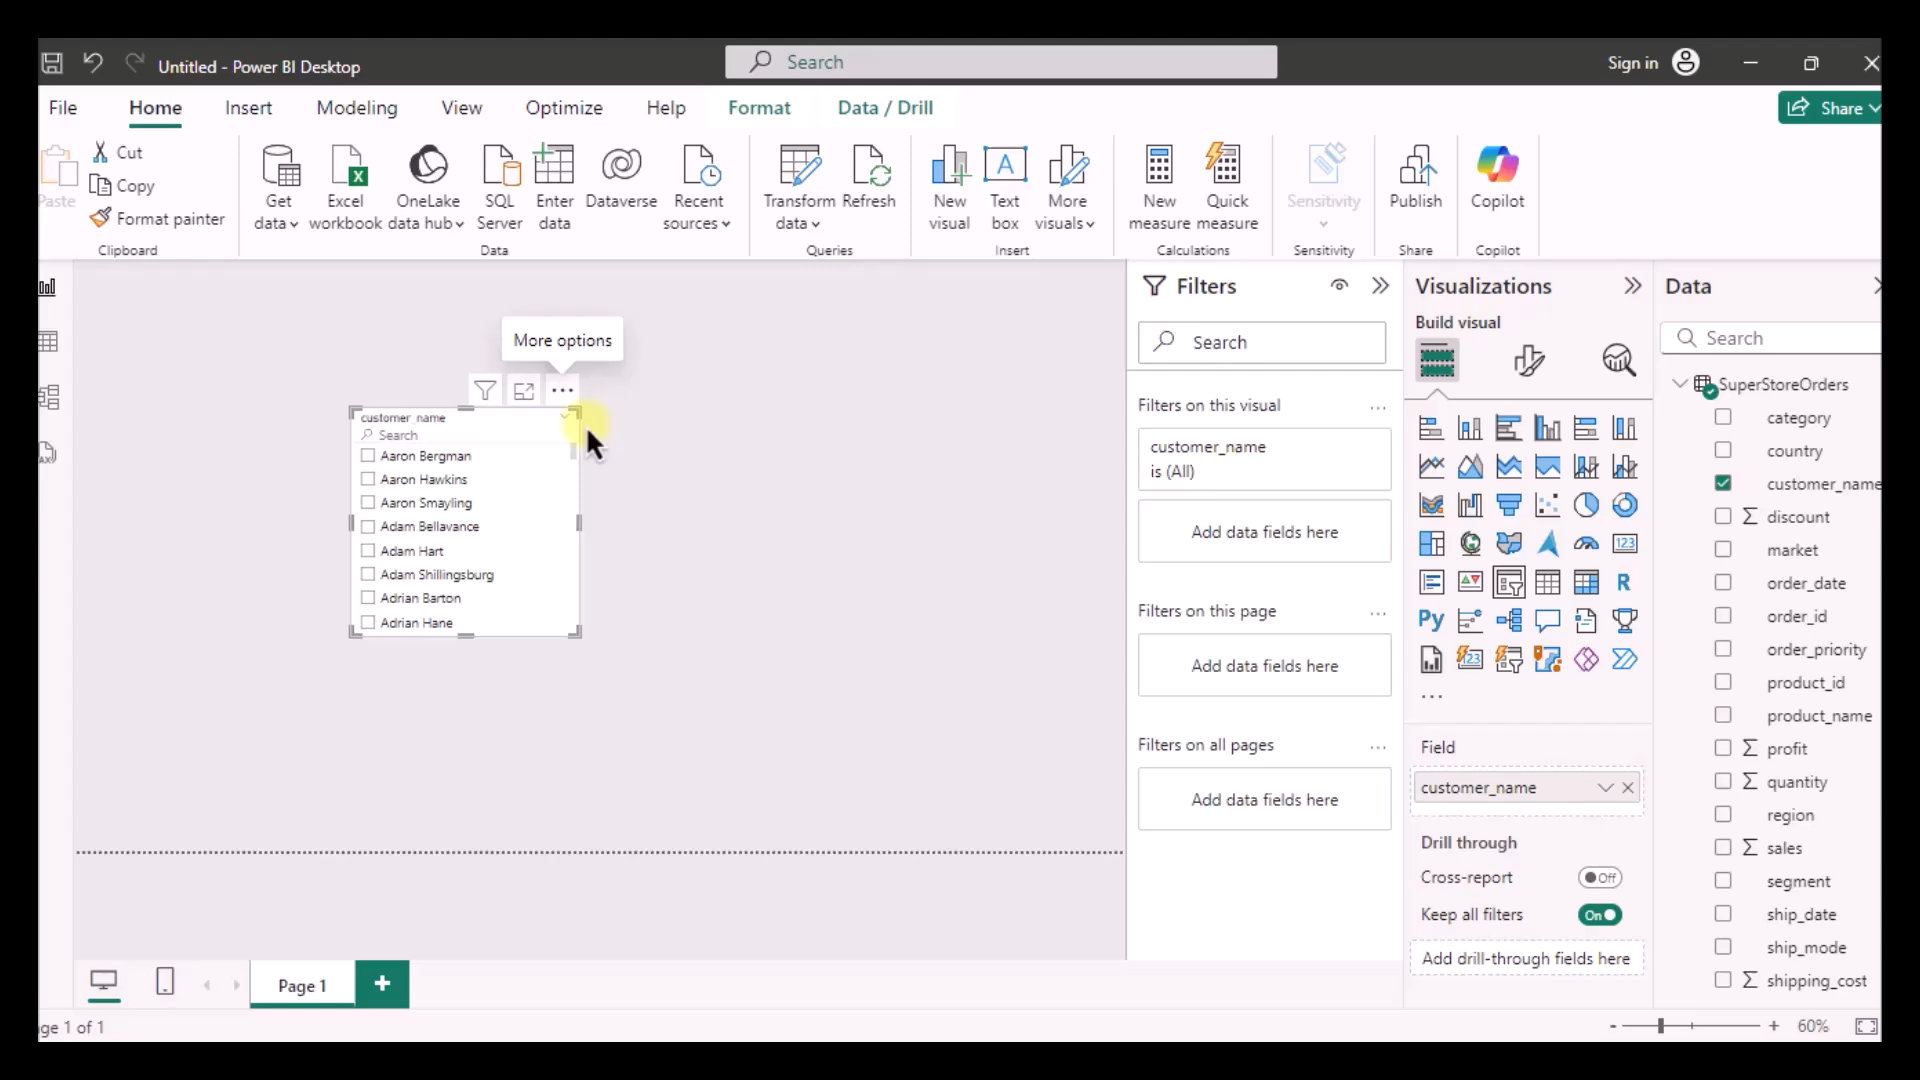 Untitled - Power BI Desktop
Search
Sign in
File Home Insert Modeling View Optimize Help Format Data / Drill
Share
Paste
Cut
Copy
Format painter
Clipboard
Get data
Excel workbook
OneLake data hub
SQL Server
Enter data
Dataverse
Recent sources
Data
Transform data
Refresh
Queries
New visual
Text box
More visuals
Insert
New measure
Quick measure
Calculations
Sensitivity
Sensitivity
Publish
Share
Copilot
Copilot
More options
customer_name
Search
Aaron Bergman
Aaron Hawkins
Aaron Smayling
Adam Bellavance
Adam Hart
Adam Shillingsburg
Adrian Barton
Adrian Hane
Filters
Search
Filters on this visual
customer_name
is (All)
Add data fields here
Filters on this page
Add data fields here
Filters on all pages
Add data fields here
Visualizations
Build visual
123
R
Py
123
Field
customer_name
Drill through
Cross-report Off
Keep all filters On
Add drill-through fields here
Data
Search
SuperStoreOrders
category
country
customer_name
Σ discount
market
order_date
order_id
order_priority
product_id
product_name
Σ profit
Σ quantity
region
Σ sales
segment
ship_date
ship_mode
Σ shipping_cost
Page 1
+
ge 1 of 1
- + 60%